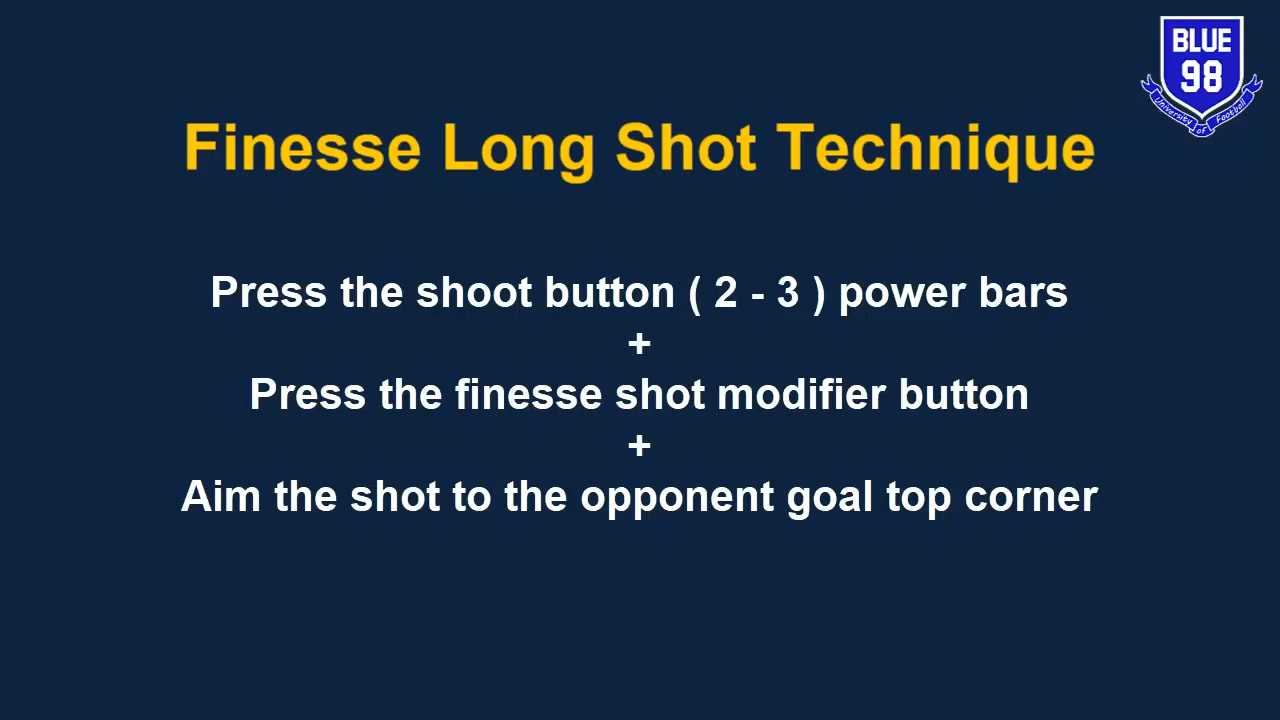 BLUE
98
University of Football
Finesse Long Shot Technique
Press the shoot button ( 2 - 3 ) power bars
+
Press the finesse shot modifier button
+
Aim the shot to the opponent goal top corner